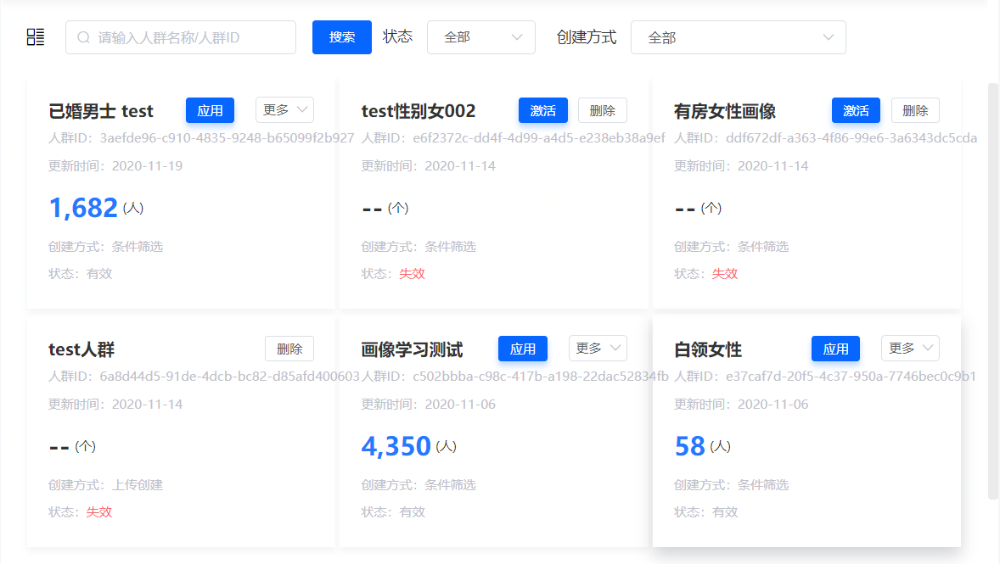 请输入人群名称/人群ID 搜索 状态 全部 创建方式 全部
已婚男士 test 应用 更多
人群ID：3aefde96-c910-4835-9248-b65099f2b927
更新时间：2020-11-19
1,682 (人)
创建方式：条件筛选
状态：有效
test性别女002 激活 删除
人群ID：e6f2372c-dd4f-4d99-a4d5-e238eb38a9ef
更新时间：2020-11-14
-- (个)
创建方式：条件筛选
状态：失效
有房女性画像 激活 删除
人群ID：ddf672df-a363-4f86-99e6-3a6343dc5cda
更新时间：2020-11-14
-- (个)
创建方式：条件筛选
状态：失效
test人群 删除
人群ID：6a8d44d5-91de-4dcb-bc82-d85afd400603
更新时间：2020-11-14
-- (个)
创建方式：上传创建
状态：失效
画像学习测试 应用 更多
人群ID：c502bbba-c98c-417b-a198-22dac52834fb
更新时间：2020-11-06
4,350 (人)
创建方式：条件筛选
状态：有效
白领女性 应用 更多
人群ID：e37caf7d-20f5-4c37-950a-7746bec0c9b1
更新时间：2020-11-06
58 (人)
创建方式：条件筛选
状态：有效